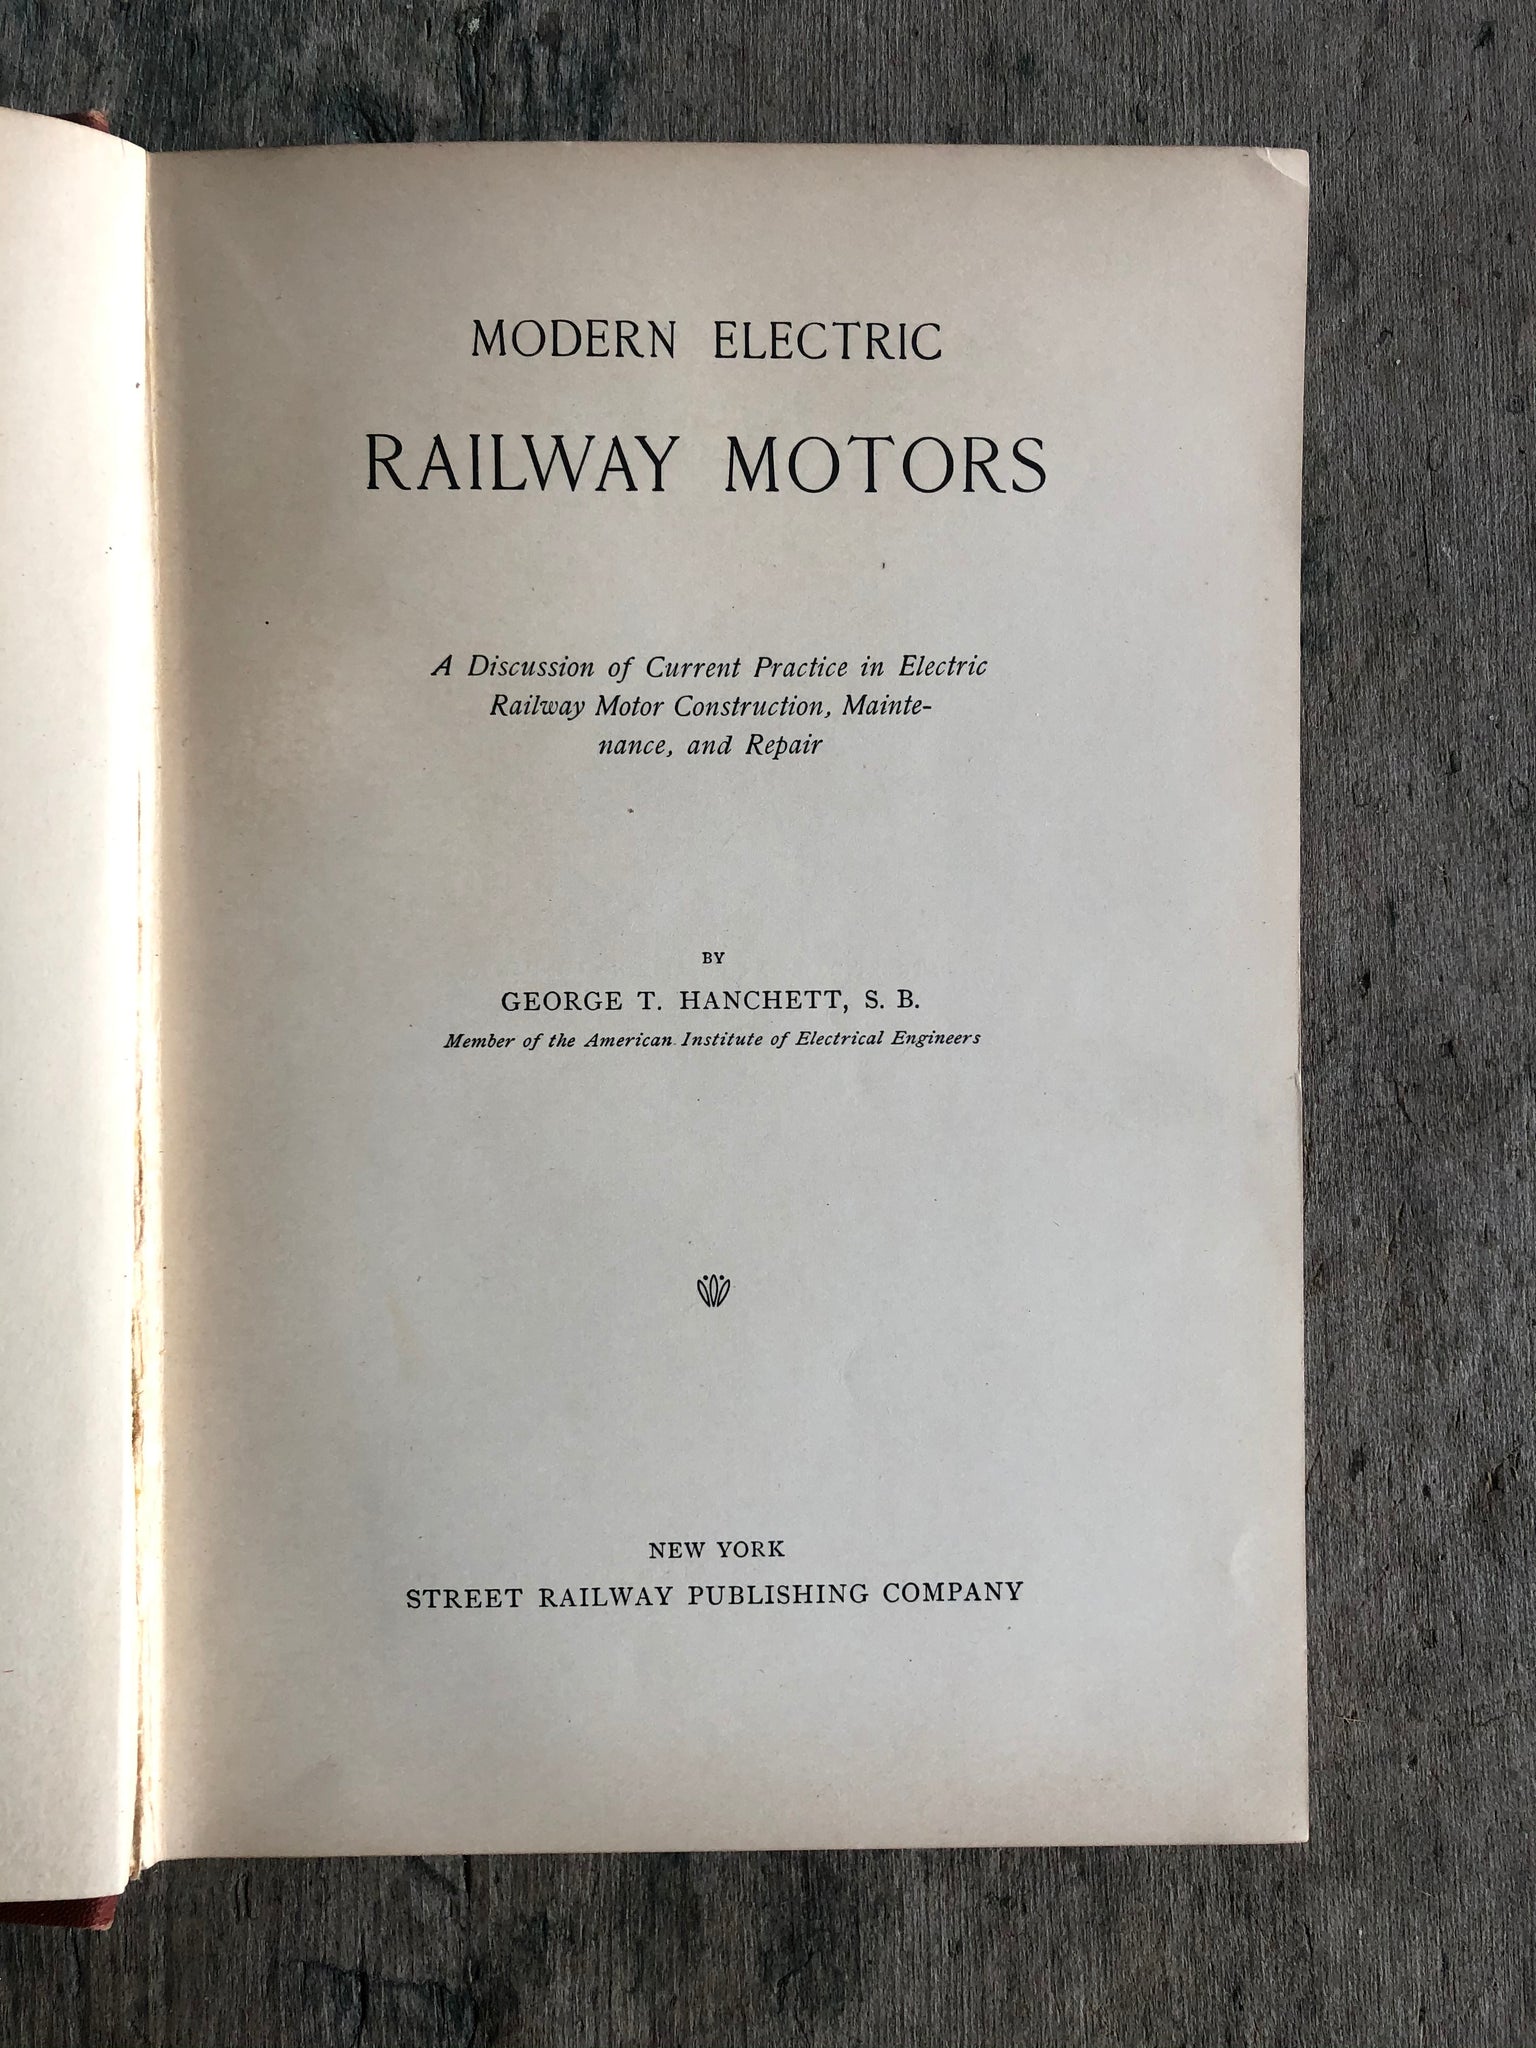 MODERN ELECTRIC
RAILWAY MOTORS
A Discussion of Current Practice in Electric
Railway Motor Construction, Mainte-
nance, and Repair
BY
GEORGE T. HANCHETT, S. B.
Member of the American Institute of Electrical Engineers
NEW YORK
STREET RAILWAY PUBLISHING COMPANY